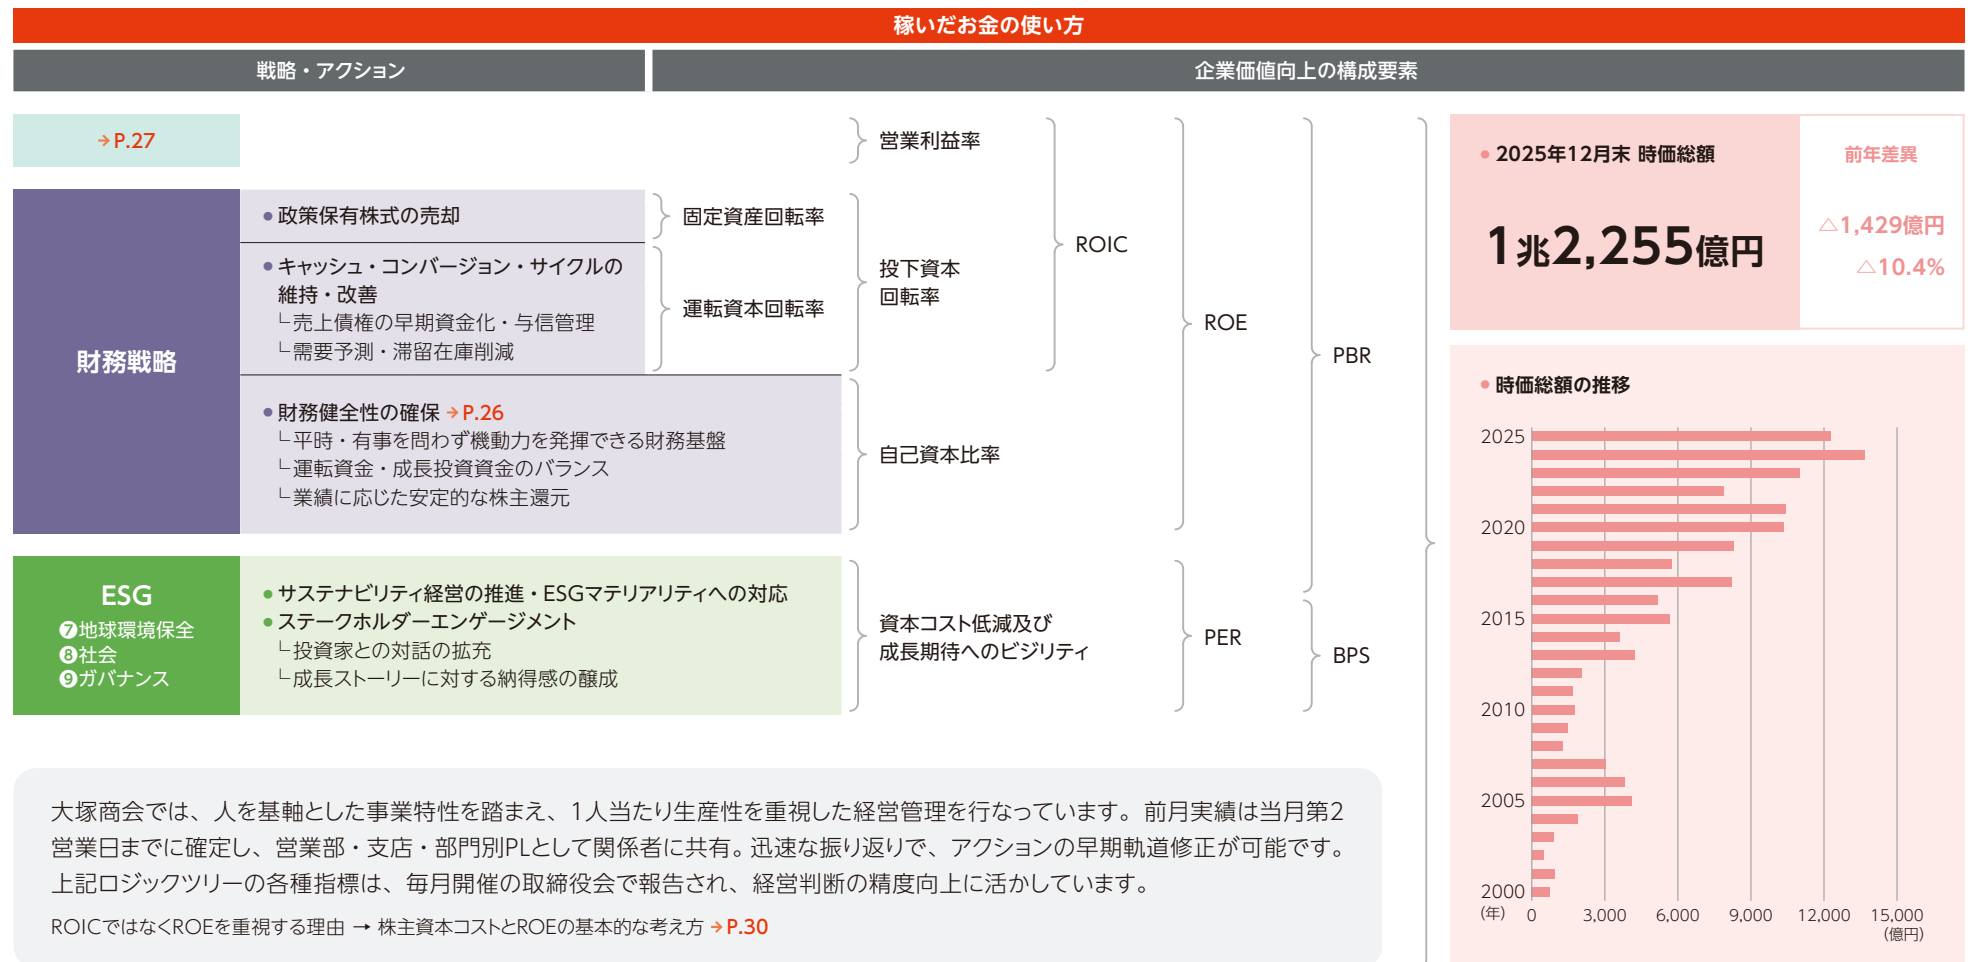 稼いだお金の使い方
戦略・アクション
企業価値向上の構成要素
→P.27
財務戦略
●政策保有株式の売却
●キャッシュ・コンバージョン・サイクルの
維持・改善
└売上債権の早期資金化・与信管理
└需要予測・滞留在庫削減
●財務健全性の確保 →P.26
└平時・有事を問わず機動力を発揮できる財務基盤
└運転資金・成長投資資金のバランス
└業績に応じた安定的な株主還元
ESG
❼地球環境保全
❽社会
❾ガバナンス
●サステナビリティ経営の推進・ESGマテリアリティへの対応
●ステークホルダーエンゲージメント
└投資家との対話の拡充
└成長ストーリーに対する納得感の醸成
固定資産回転率
運転資本回転率
営業利益率
投下資本
回転率
自己資本比率
資本コスト低減及び
成長期待へのビジリティ
ROIC
ROE
PER
PBR
BPS
●2025年12月末 時価総額
1兆2,255億円
前年差異
△1,429億円
△10.4%
●時価総額の推移
2025
2020
2015
2010
2005
2000
(年) 0 3,000 6,000 9,000 12,000 15,000
(億円)
大塚商会では、人を基軸とした事業特性を踏まえ、1人当たり生産性を重視した経営管理を行なっています。前月実績は当月第2
営業日までに確定し、営業部・支店・部門別PLとして関係者に共有。迅速な振り返りで、アクションの早期軌道修正が可能です。
上記ロジックツリーの各種指標は、毎月開催の取締役会で報告され、経営判断の精度向上に活かしています。
ROICではなくROEを重視する理由 → 株主資本コストとROEの基本的な考え方 →P.30